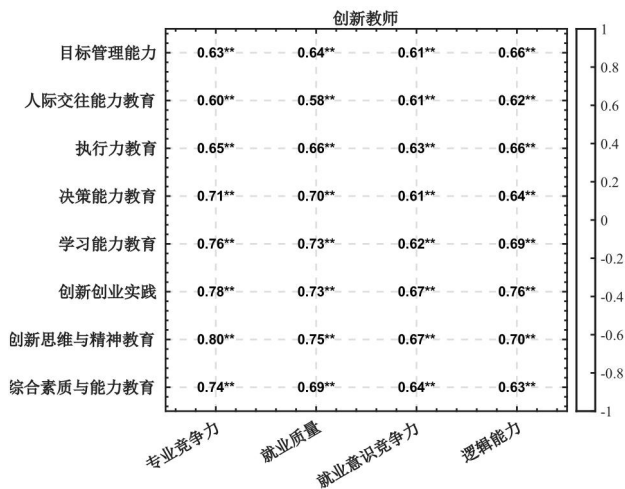 创新教师
目标管理能力 0.63** 0.64** 0.61** 0.66**
人际交往能力教育 0.60** 0.58** 0.61** 0.62**
执行力教育 0.65** 0.66** 0.63** 0.66**
决策能力教育 0.71** 0.70** 0.61** 0.64**
学习能力教育 0.76** 0.73** 0.62** 0.69**
创新创业实践 0.78** 0.73** 0.67** 0.76**
创新思维与精神教育 0.80** 0.75** 0.67** 0.70**
综合素质与能力教育 0.74** 0.69** 0.64** 0.63**
专业竞争力 就业质量 就业意识竞争力 逻辑能力
1
0.8
0.6
0.4
0.2
0
-0.2
-0.4
-0.6
-0.8
-1